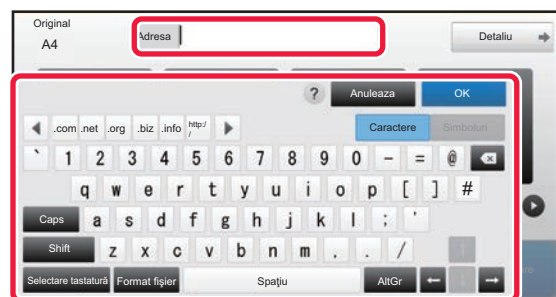 Original
A4
Adresa
Detaliu
?
Anuleaza
OK
.com .net .org .biz .info http:/
/
Caractere
Simboluri
` 1 2 3 4 5 6 7 8 9 0 - = @
q w e r t y u i o p [ ] #
Caps a s d f g h j k l ; '
Shift z x c v b n m , . /
Selectare tastatură Format fişier Spaţiu AltGr